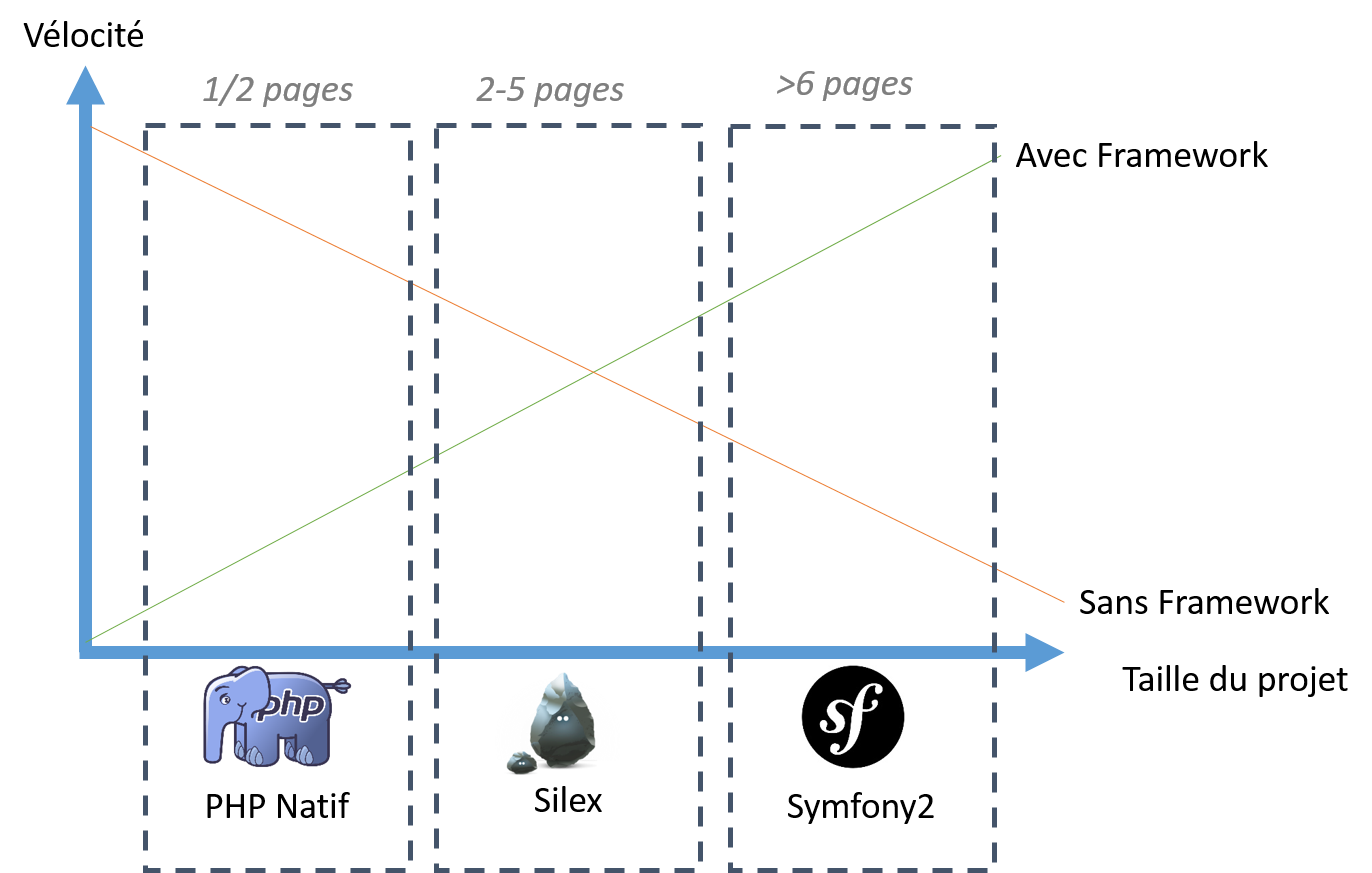 Vélocité
1/2 pages
2-5 pages
>6 pages
Avec Framework
Sans Framework
Taille du projet
php
sf
PHP Natif
Silex
Symfony2